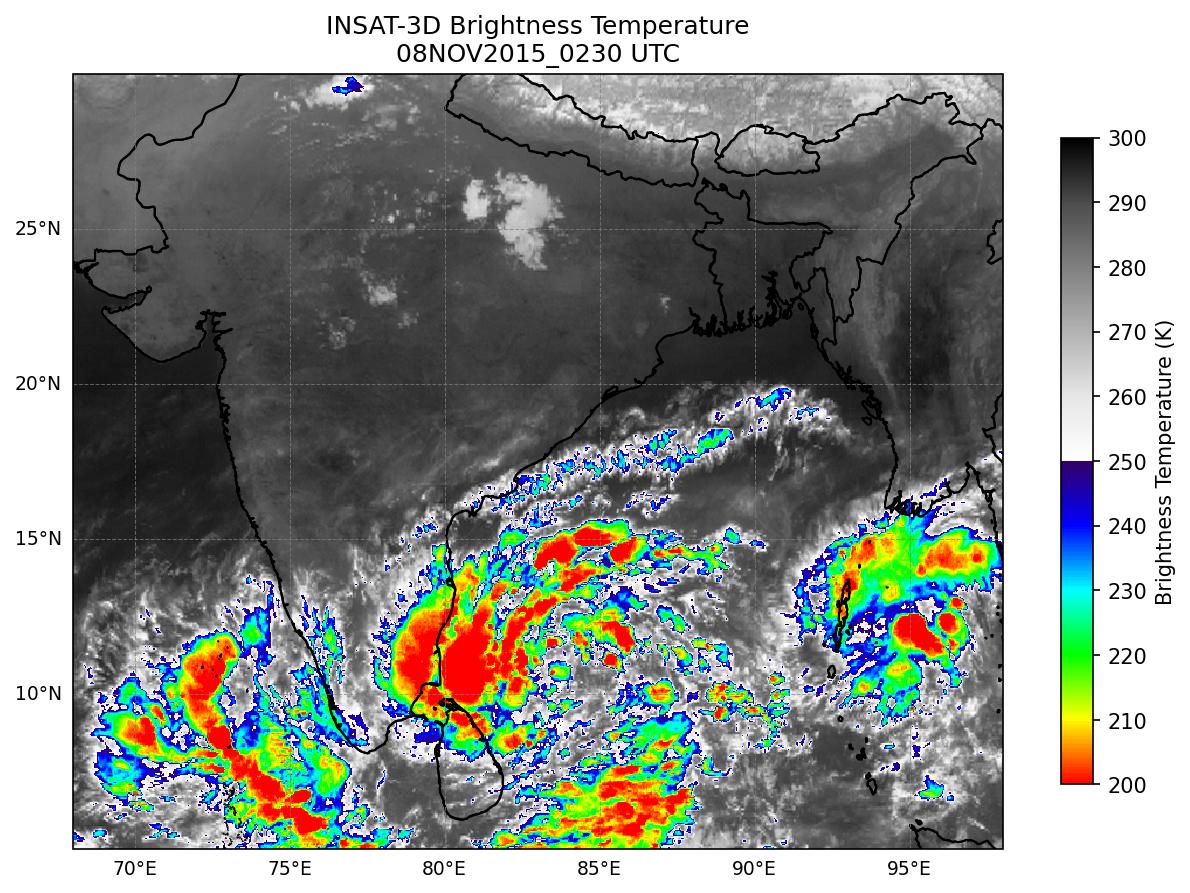 INSAT-3D Brightness Temperature
08NOV2015_0230 UTC
25°N
20°N
15°N
10°N
70°E
75°E
80°E
85°E
90°E
95°E
300
290
280
270
260
250
240
230
220
210
200
Brightness Temperature (K)